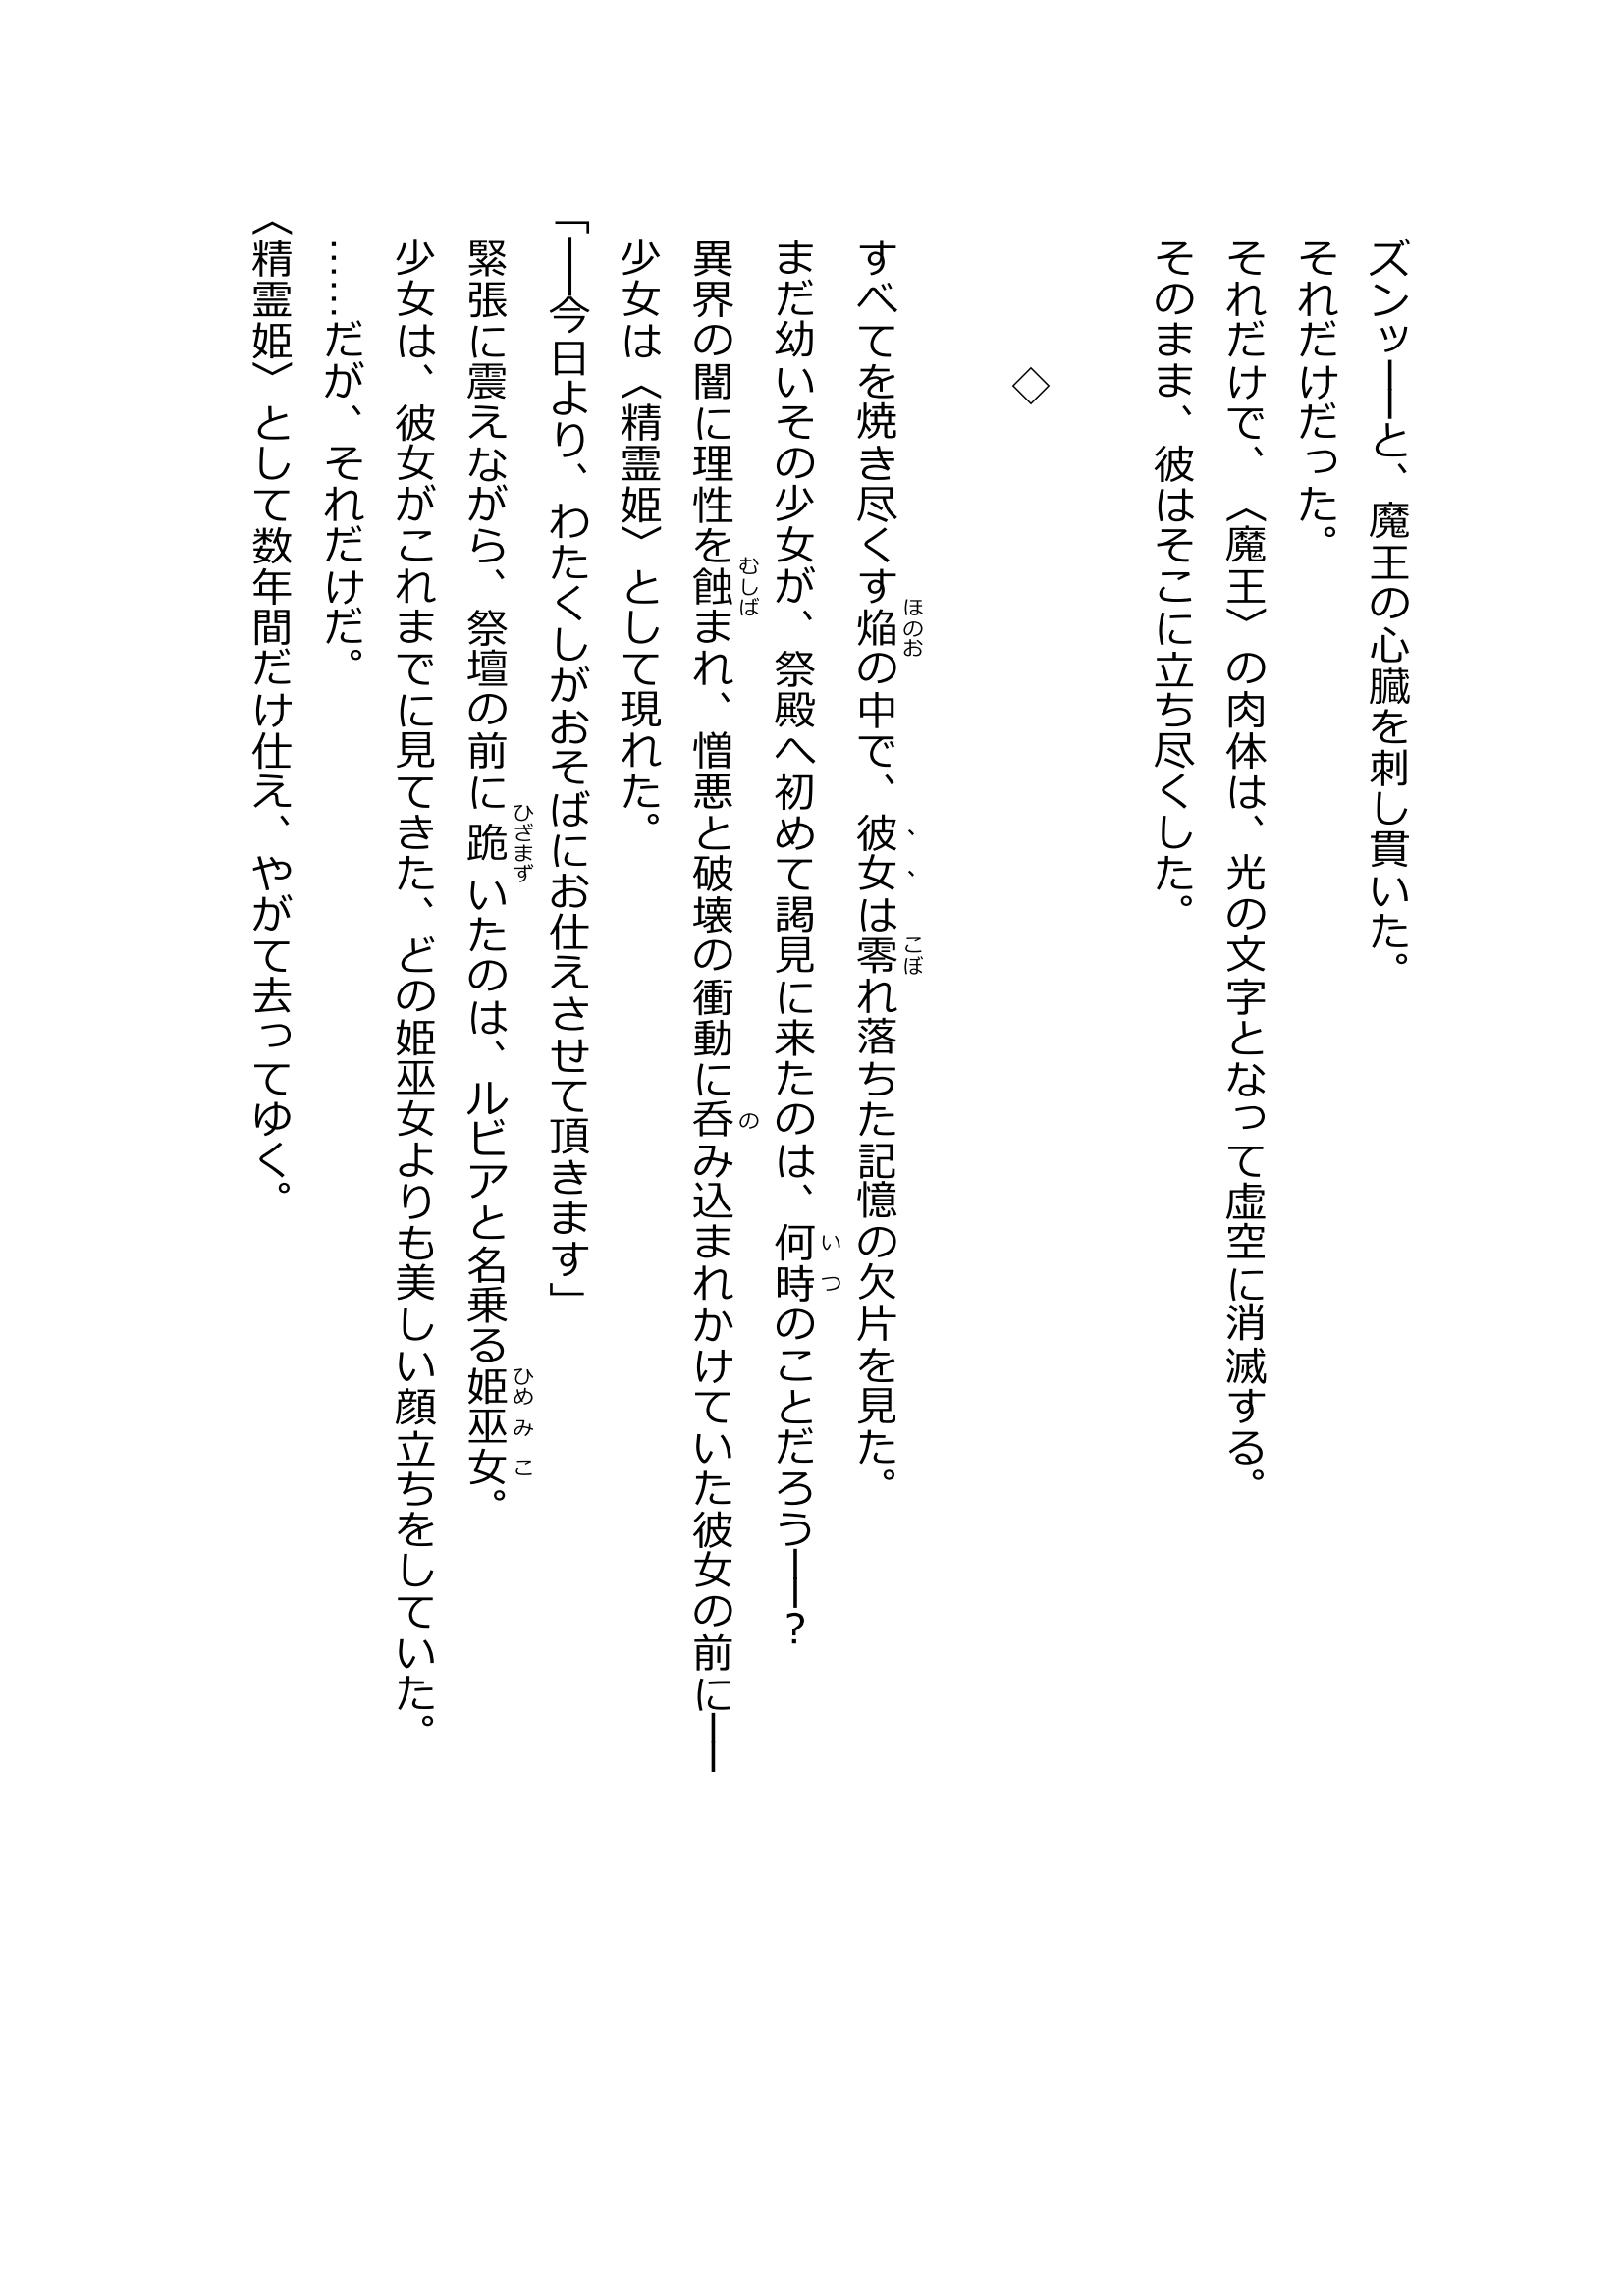 ズンッ――と、魔王の心臓を刺し貫いた。
それだけだった。
それだけで、〈魔王〉の肉体は、光の文字となって虚空に消滅する。
そのまま、彼はそこに立ち尽くした。
◇
すべてを焼き尽くす焔の中で、彼女は零れ落ちた記憶の欠片を見た。
まだ幼いその少女が、祭殿へ初めて謁見に来たのは、何時のことだろう――?
異界の闇に理性を蝕まれ、憎悪と破壊の衝動に呑み込まれかけていた彼女の前に――
少女は〈精霊姫〉として現れた。
「――今日より、わたくしがおそばにお仕えさせて頂きます」
緊張に震えながら、祭壇の前に跪いたのは、ルビアと名乗る姫巫女。
少女は、彼女がこれまでに見てきた、どの姫巫女よりも美しい顔立ちをしていた。
……だが、それだけだ。
〈精霊姫〉として数年間だけ仕え、やがて去ってゆく。